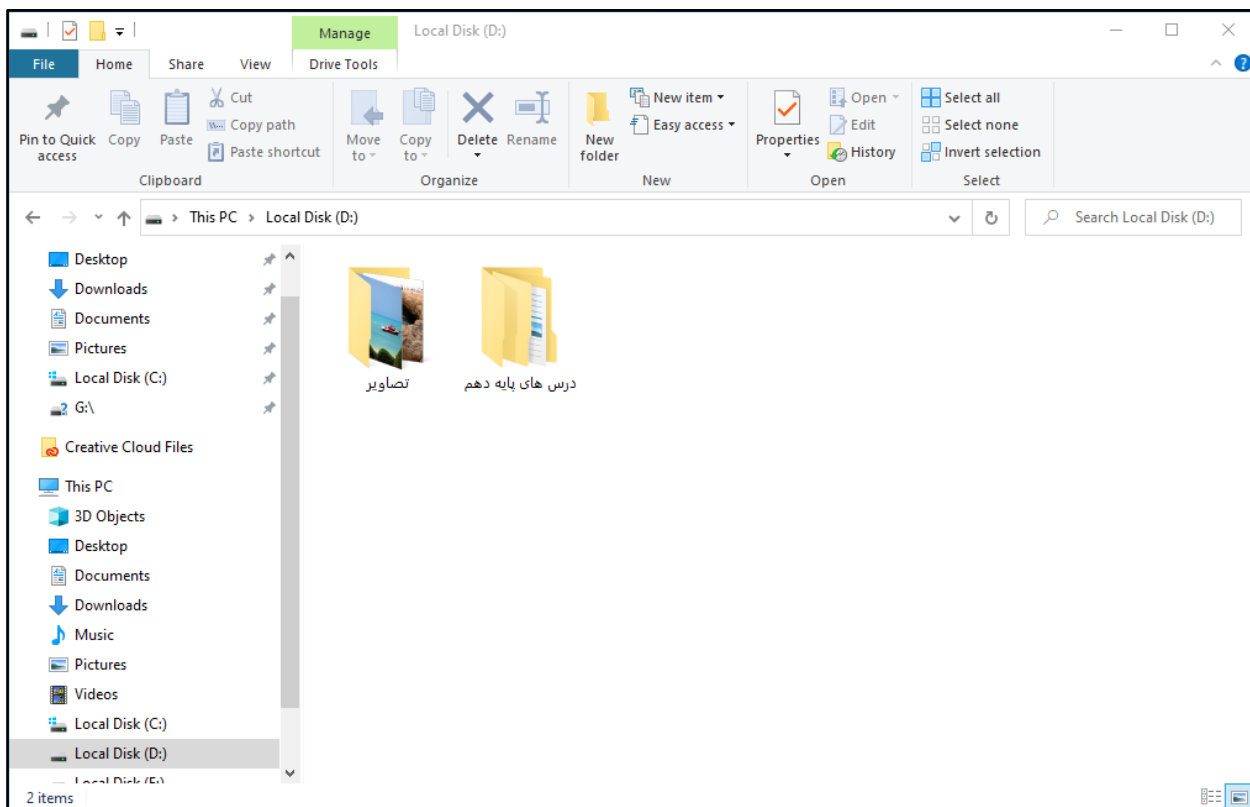 Manage Local Disk (D:)
File Home Share View Drive Tools
Pin to Quick access
Copy
Paste
Cut
Copy path
Paste shortcut
Clipboard
Move to
Copy to
Delete
Rename
Organize
New folder
New item
Easy access
New
Properties
Open
Edit
History
Open
Select all
Select none
Invert selection
Select
This PC > Local Disk (D:)
Search Local Disk (D:)
Desktop
Downloads
Documents
Pictures
Local Disk (C:)
G:\
Creative Cloud Files
This PC
3D Objects
Desktop
Documents
Downloads
Music
Pictures
Videos
Local Disk (C:)
Local Disk (D:)
تصاویر
درس های پایه دهم
2 items